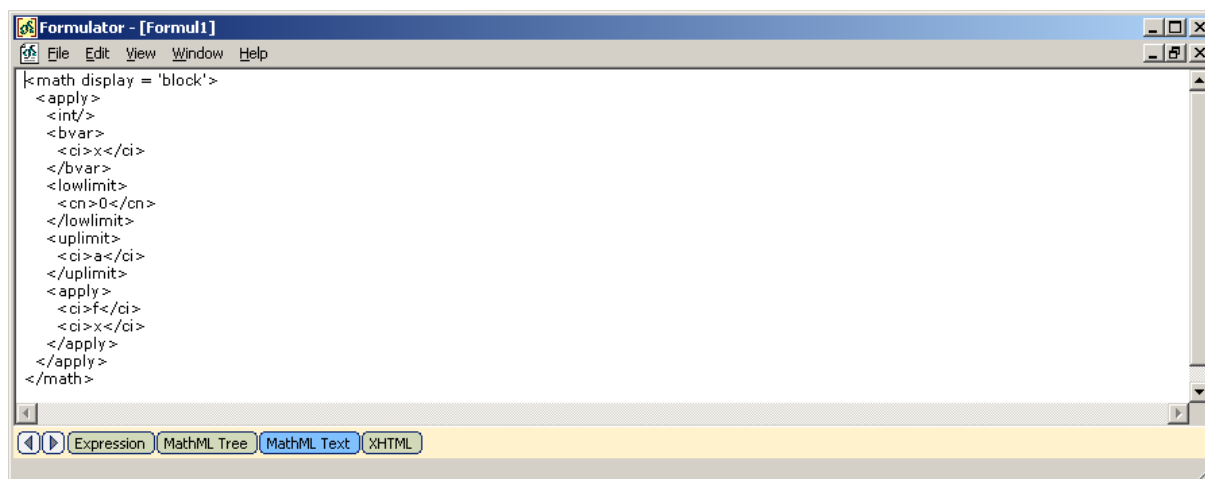 Formulator - [Formul1]
File Edit View Window Help
<math display = 'block'>
<apply>
<int/>
<bvar>
<ci>x</ci>
</bvar>
<lowlimit>
<cn>0</cn>
</lowlimit>
<uplimit>
<ci>a</ci>
</uplimit>
<apply>
<ci>f</ci>
<ci>x</ci>
</apply>
</apply>
</math>
Expression MathML Tree MathML Text XHTML